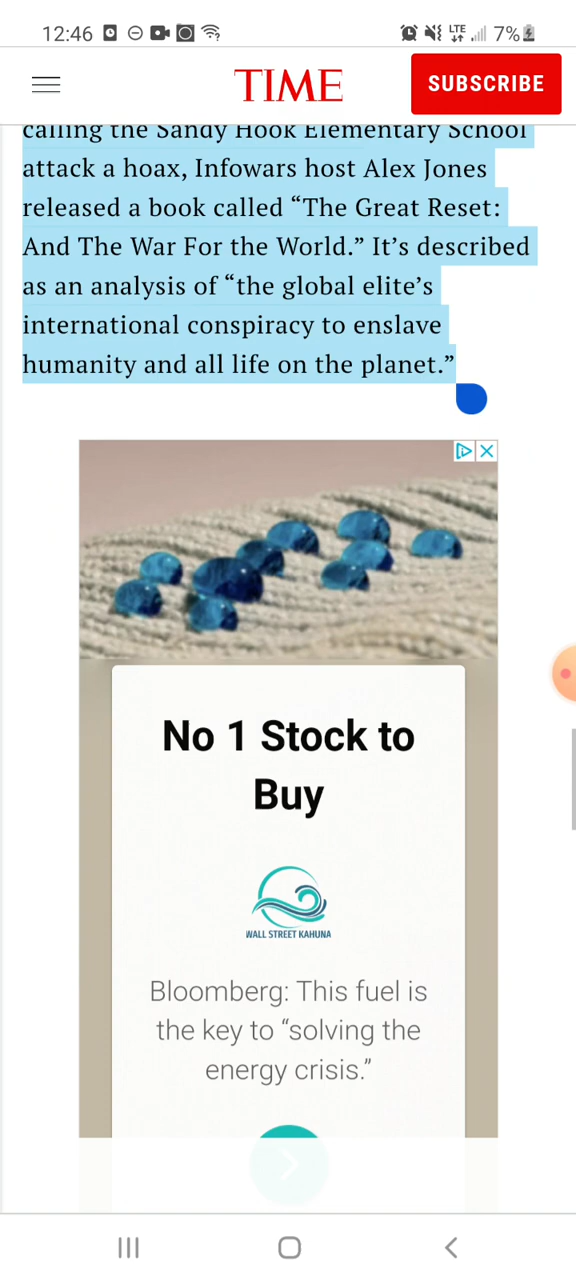 12:46
LTE
7%
TIME
SUBSCRIBE
calling the Sandy Hook Elementary School
attack a hoax, Infowars host Alex Jones
released a book called “The Great Reset:
And The War For the World.” It’s described
as an analysis of “the global elite’s
international conspiracy to enslave
humanity and all life on the planet.”
No 1 Stock to
Buy
WALL STREET KAHUNA
Bloomberg: This fuel is
the key to “solving the
energy crisis.”